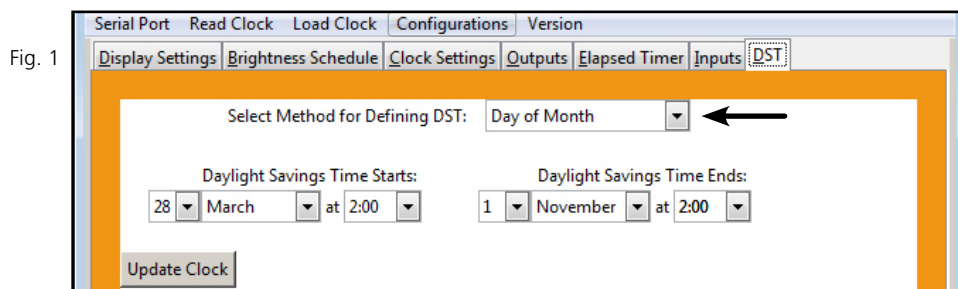 Serial Port Read Clock Load Clock Configurations Version
Fig. 1
Display Settings Brightness Schedule Clock Settings Outputs Elapsed Timer Inputs DST
Select Method for Defining DST: Day of Month
Daylight Savings Time Starts: Daylight Savings Time Ends:
28 March at 2:00 1 November at 2:00
Update Clock